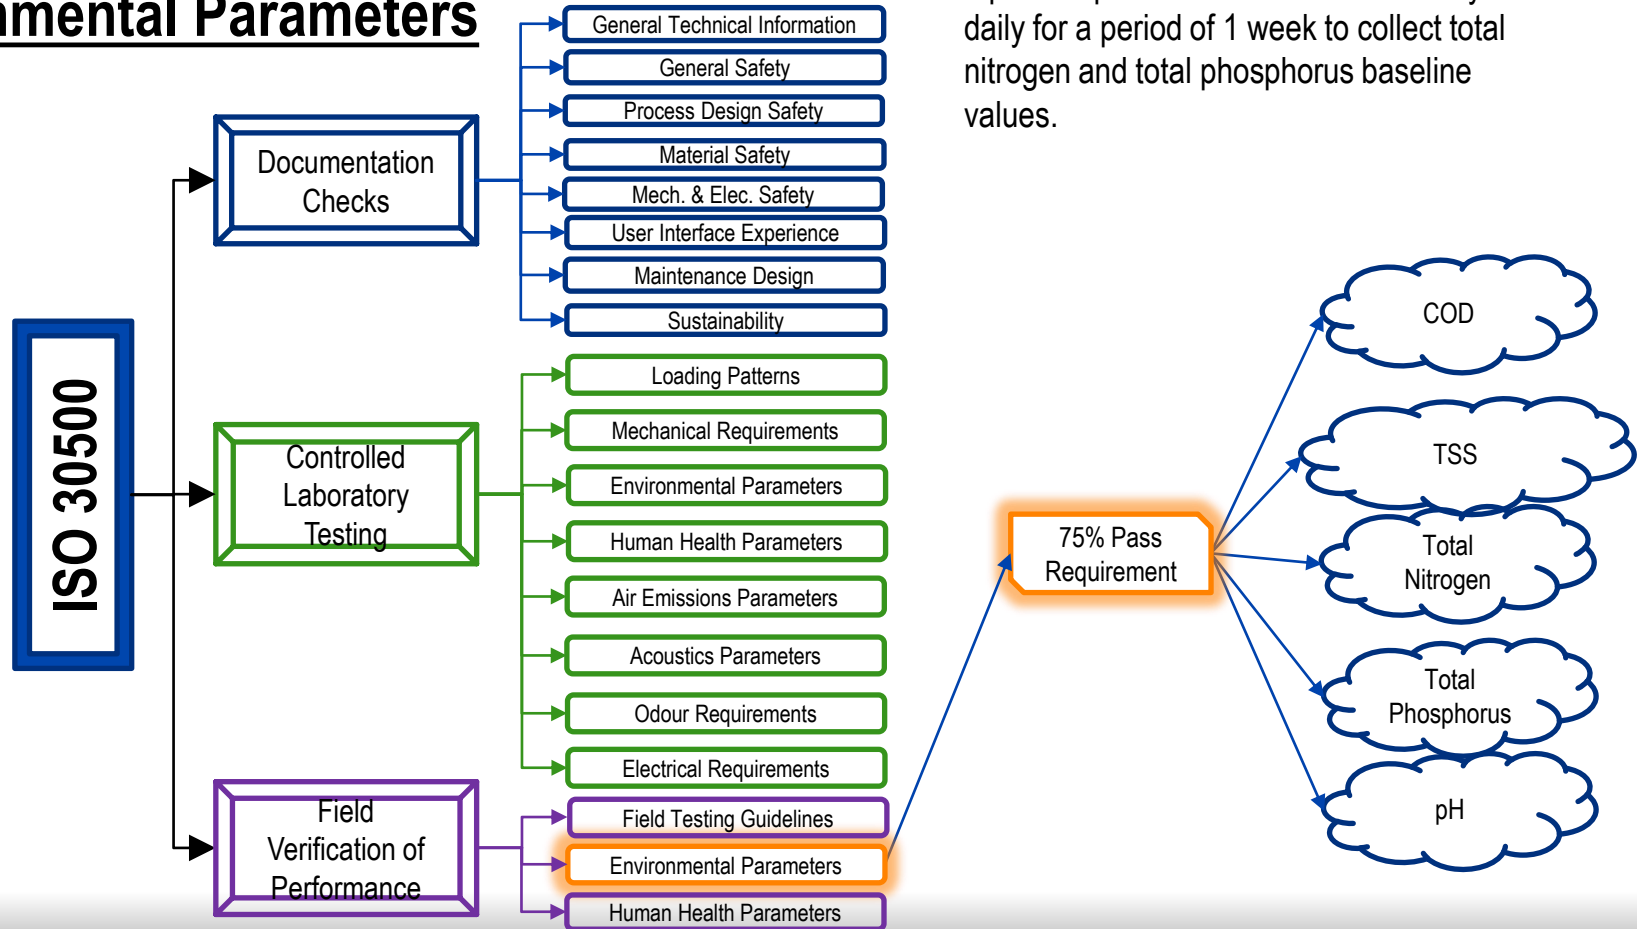 Parameters
daily for a period of 1 week to collect total
nitrogen and total phosphorus baseline
values.
ISO 30500
Documentation
Checks
General Technical Information
General Safety
Process Design Safety
Material Safety
Mech. & Elec. Safety
User Interface Experience
Maintenance Design
Sustainability
Controlled
Laboratory
Testing
Loading Patterns
Mechanical Requirements
Environmental Parameters
Human Health Parameters
Air Emissions Parameters
Acoustics Parameters
Odour Requirements
Electrical Requirements
Field
Verification of
Performance
Field Testing Guidelines
Environmental Parameters
Human Health Parameters
75% Pass
Requirement
COD
TSS
Total
Nitrogen
Total
Phosphorus
pH